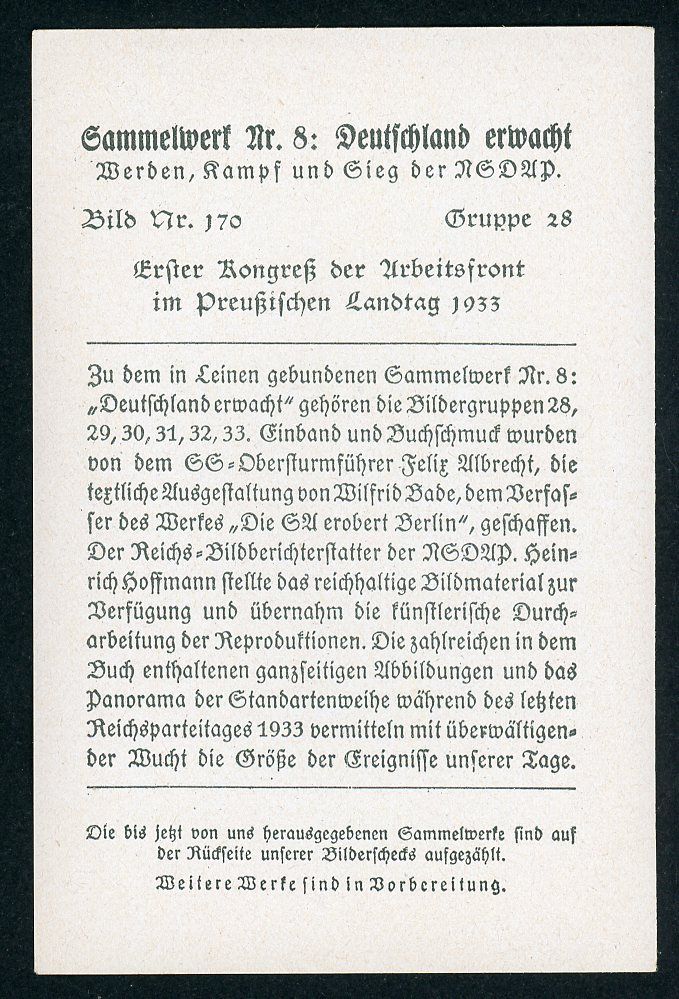 Sammelwerk Nr. 8: Deutschland erwacht
Werden, Kampf und Sieg der NSDAP.
Bild Nr. 170 Gruppe 28
Erster Kongreß der Arbeitsfront
im Preußischen Landtag 1933
Zu dem in Leinen gebundenen Sammelwerk Nr. 8:
„Deutschland erwacht“ gehören die Bildergruppen 28,
29, 30, 31, 32, 33. Einband und Buchschmuck wurden
von dem SS-Obersturmführer Felix Albrecht, die
textliche Ausgestaltung von Wilfrid Bade, dem Verfas-
ser des Werkes „Die SA erobert Berlin“, geschaffen.
Der Reichs-Bildberichterstatter der NSDAP. Hein-
rich Hoffmann stellte das reichhaltige Bildmaterial zur
Verfügung und übernahm die künstlerische Durch-
arbeitung der Reproduktionen. Die zahlreichen in dem
Buch enthaltenen ganzseitigen Abbildungen und das
Panorama der Standartenweihe während des letzten
Reichsparteitages 1933 vermitteln mit überwältigen-
der Wucht die Größe der Ereignisse unserer Tage.
Die bis jetzt von uns herausgegebenen Sammelwerke sind auf
der Rückseite unserer Bilderschecks aufgezählt.
Weitere Werke sind in Vorbereitung.